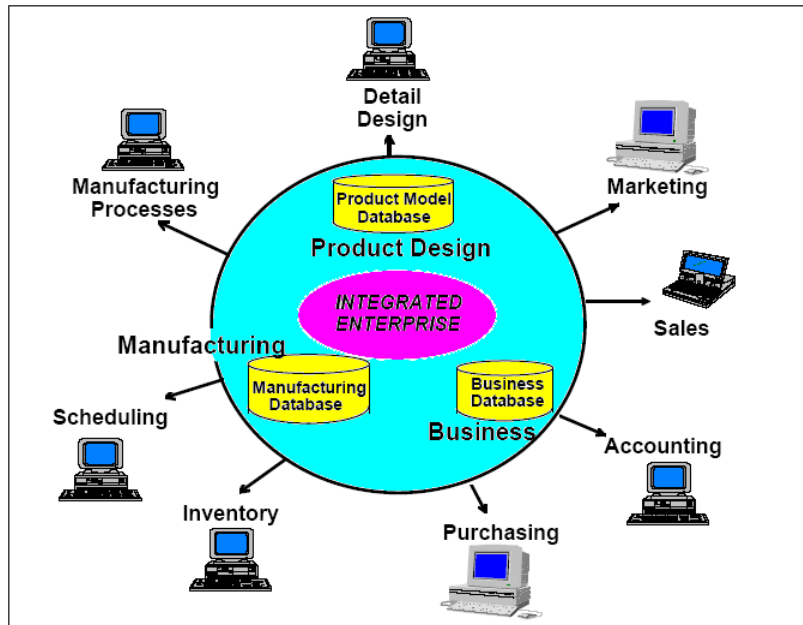 Detail
Design
Manufacturing
Processes
Marketing
Product Model
Database
Product Design
INTEGRATED
ENTERPRISE
Sales
Manufacturing
Manufacturing
Database
Business
Database
Business
Scheduling
Accounting
Inventory
Purchasing